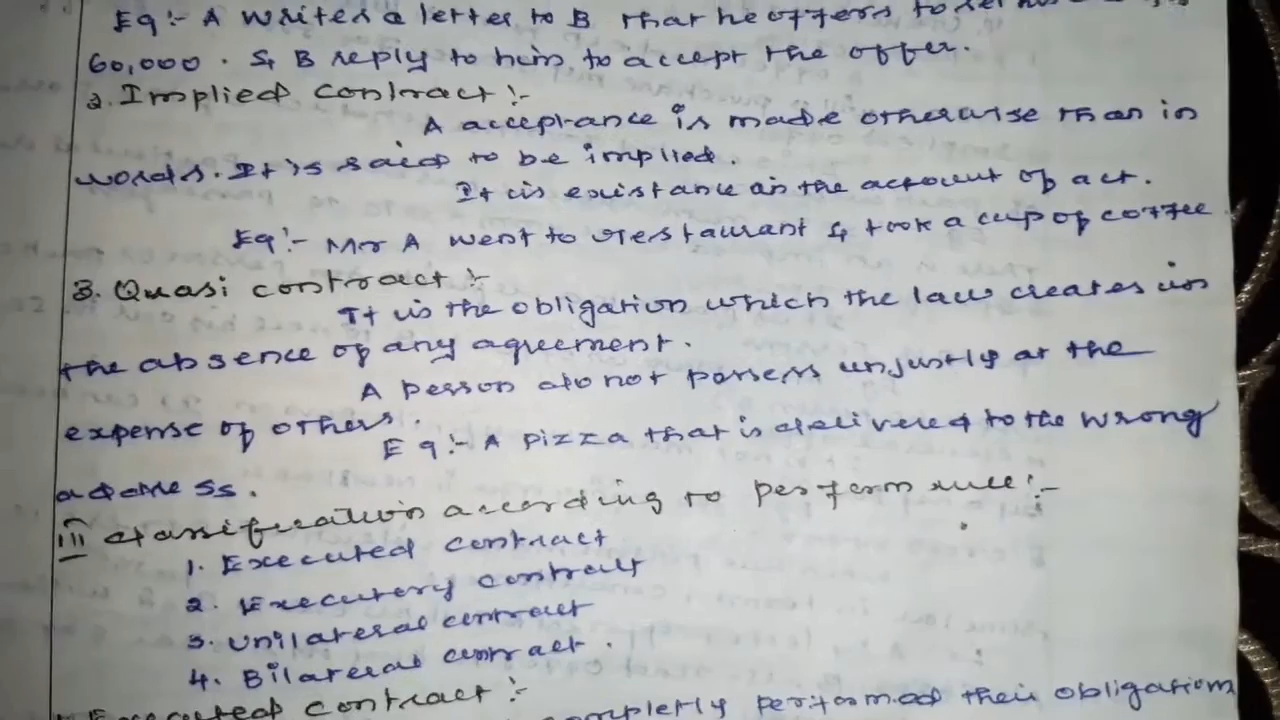 Eg :- A writes a letter to B that he offers to
60,000. & B reply to him to accept the offer.
2. Implied contract :-
A acceptance is made otherwise than in
words. It is said to be implied.
It is existance in the account of act.
Eg :- Mr A went to restaurant & took a cup of coffee
3. Quasi contract :-
It is the obligation which the law creates in
the absence of any agreement.
A person do not possess unjustly at the
expense of others.
Eg :- A pizza that is delivered to the wrong
address.
iii classification according to
1. Executed contract
2. Executory contract
3. Unilateral contract
4. Bilateral contract.
Executed contract :-
completly performed their obligation